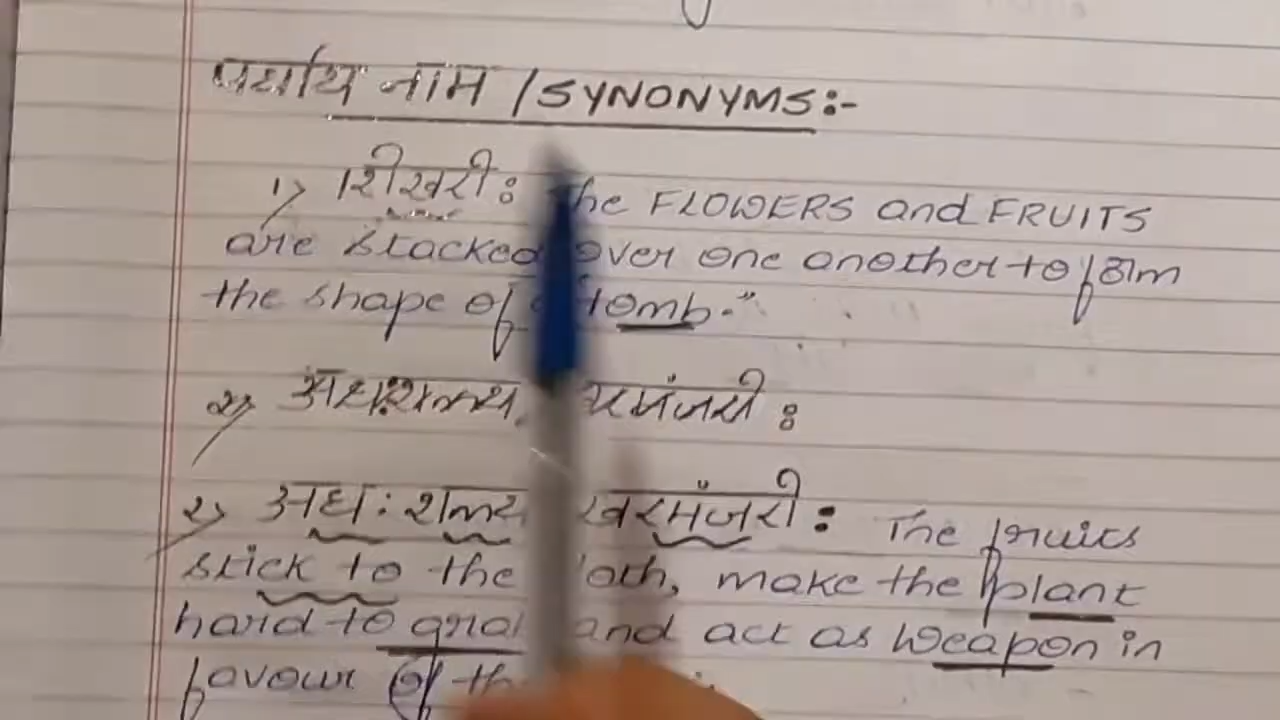 पर्याय नाम / SYNONYMS:-
1) शिखरी: The FLOWERS and FRUITS
are stacked over one another to form
the shape of tomb."
2) अधःशल्य, मंजरी:
2) अधः शल्य खरमंजरी: The fruits
stick to the cloth, make the plant
hard to and act as weapon in
favour of